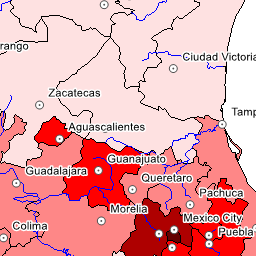 rango
Ciudad Victoria
Zacatecas
Tamp
Aguascalientes
Guanajuato
Guadalajara
Queretaro
Pachuca
Morelia
Mexico City
Colima
Puebla